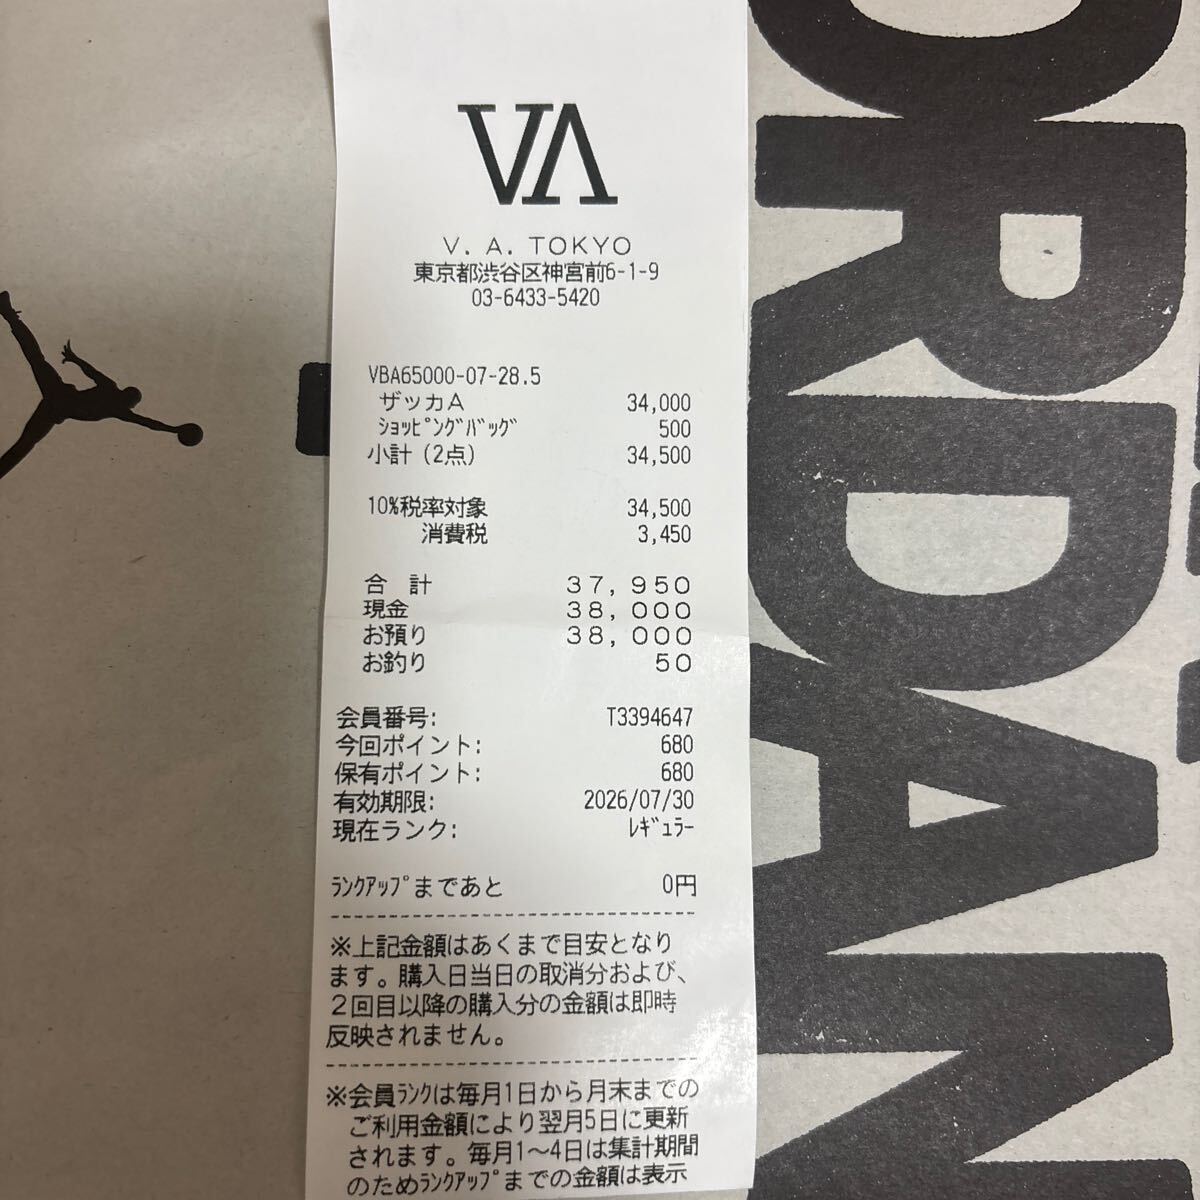 VA
V. A. TOKYO
東京都渋谷区神宮前6-1-9
03-6433-5420
VBA65000-07-28.5
ザッカA 34,000
ｼｮｯﾋﾟﾝｸﾞﾊﾞｯｸﾞ 500
小計(2点) 34,500
10%税率対象 34,500
消費税 3,450
合 計 37,950
現金 38,000
お預り 38,000
お釣り 50
会員番号: T3394647
今回ポイント: 680
保有ポイント: 680
有効期限: 2026/07/30
現在ランク: ﾚｷﾞｭﾗｰ
ﾗﾝｸｱｯﾌﾟまであと 0円
※上記金額はあくまで目安となり
ます。購入日当日の取消分および、
2回目以降の購入分の金額は即時
反映されません。
※会員ﾗﾝｸは毎月1日から月末までの
ご利用金額により翌月5日に更新
されます。毎月1～4日は集計期間
のためﾗﾝｸｱｯﾌﾟまでの金額は表示
ORDAN